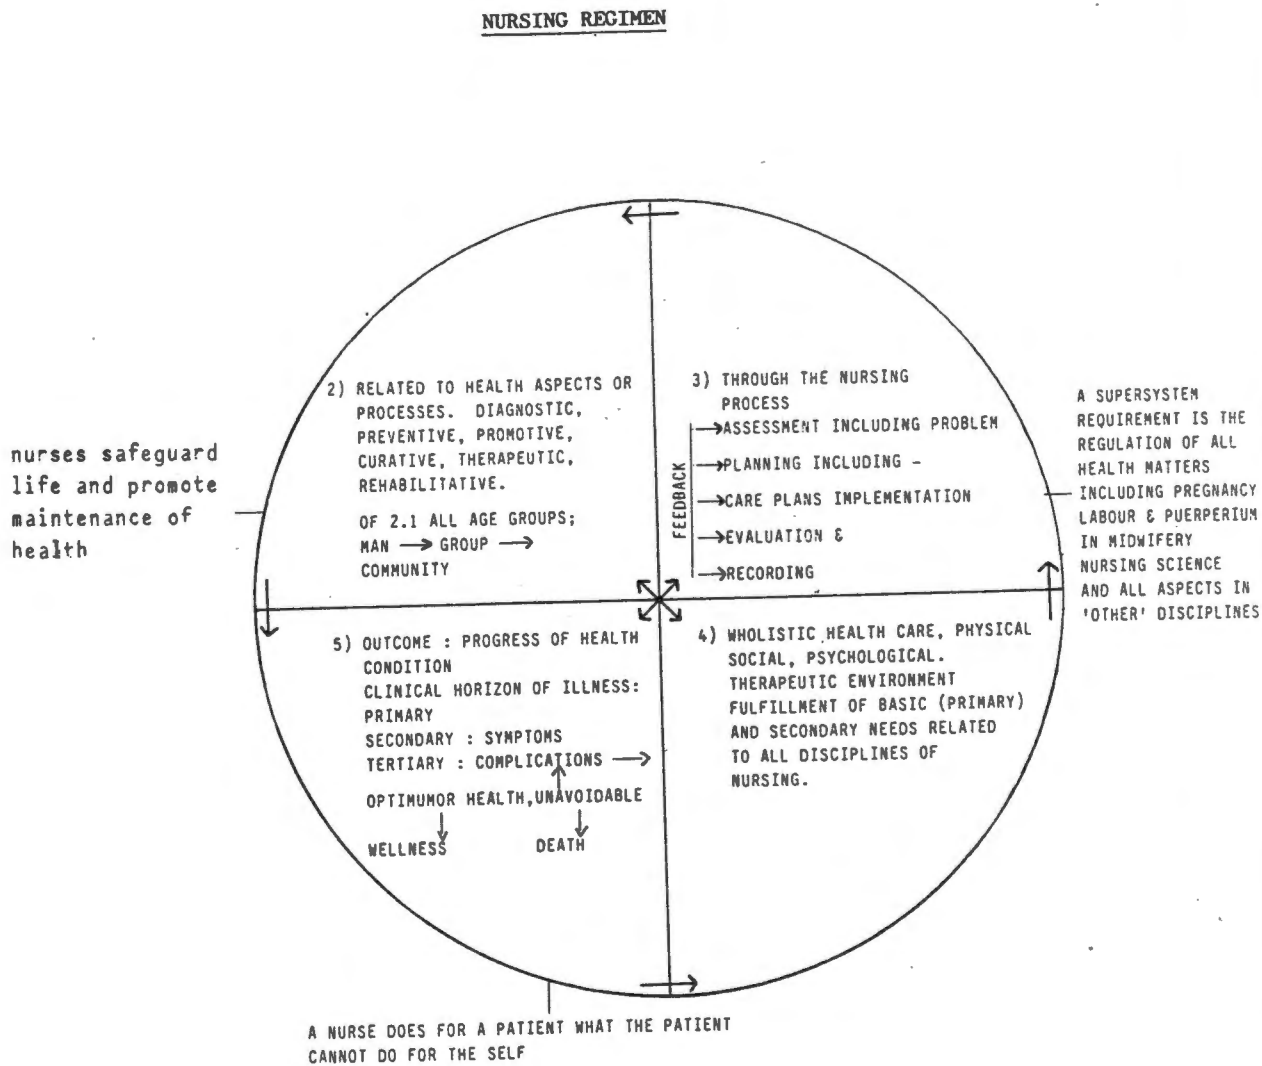 NURSING REGIMEN
nurses safeguard
life and promote
maintenance of
health
2) RELATED TO HEALTH ASPECTS OR
PROCESSES. DIAGNOSTIC,
PREVENTIVE, PROMOTIVE,
CURATIVE, THERAPEUTIC,
REHABILITATIVE.
OF 2.1 ALL AGE GROUPS;
MAN → GROUP →
COMMUNITY
3) THROUGH THE NURSING
PROCESS
FEEDBACK
→ASSESSMENT INCLUDING PROBLEM
→PLANNING INCLUDING -
→CARE PLANS IMPLEMENTATION
→EVALUATION &
→RECORDING
A SUPERSYSTEM
REQUIREMENT IS THE
REGULATION OF ALL
HEALTH MATTERS
INCLUDING PREGNANCY
LABOUR & PUERPERIUM
IN MIDWIFERY
NURSING SCIENCE
AND ALL ASPECTS IN
'OTHER' DISCIPLINES
5) OUTCOME : PROGRESS OF HEALTH
CONDITION
CLINICAL HORIZON OF ILLNESS:
PRIMARY
SECONDARY : SYMPTOMS
TERTIARY : COMPLICATIONS →
OPTIMUMOR HEALTH,UNAVOIDABLE
WELLNESS DEATH
4) WHOLISTIC HEALTH CARE, PHYSICAL
SOCIAL, PSYCHOLOGICAL.
THERAPEUTIC ENVIRONMENT
FULFILLMENT OF BASIC (PRIMARY)
AND SECONDARY NEEDS RELATED
TO ALL DISCIPLINES OF
NURSING.
A NURSE DOES FOR A PATIENT WHAT THE PATIENT
CANNOT DO FOR THE SELF